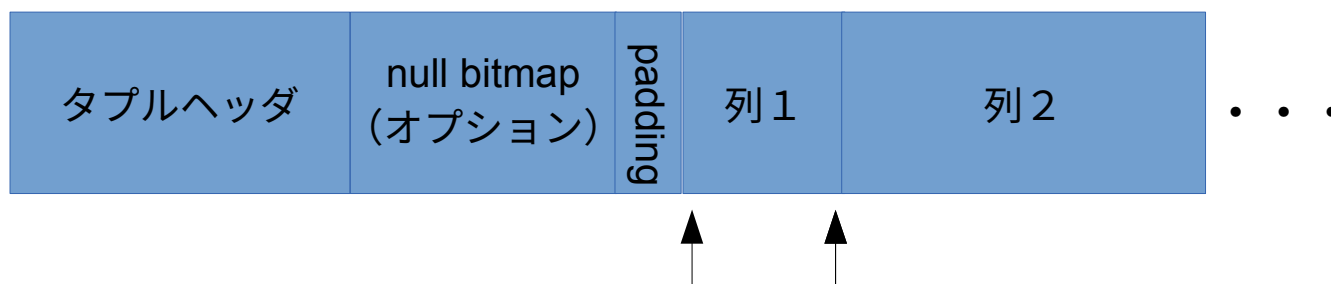 タプルヘッダ
null bitmap
（オプション）
padding
列１
列２
・・・